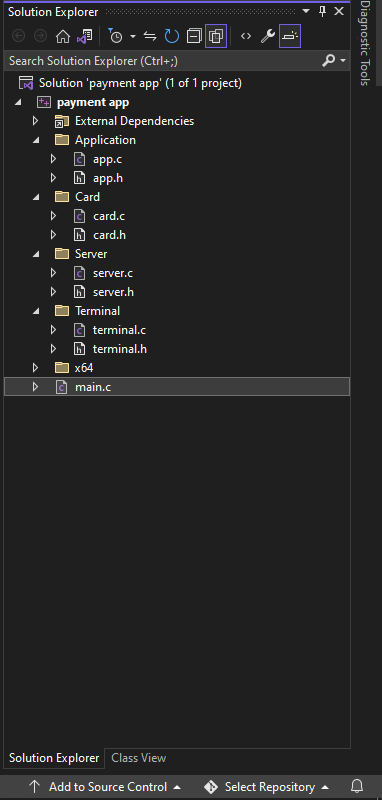 Solution Explorer
Search Solution Explorer (Ctrl+;)
Solution 'payment app' (1 of 1 project)
payment app
External Dependencies
Application
app.c
app.h
Card
card.c
card.h
Server
server.c
server.h
Terminal
terminal.c
terminal.h
x64
main.c
Solution Explorer Class View
Add to Source Control Select Repository
Diagnostic Tools